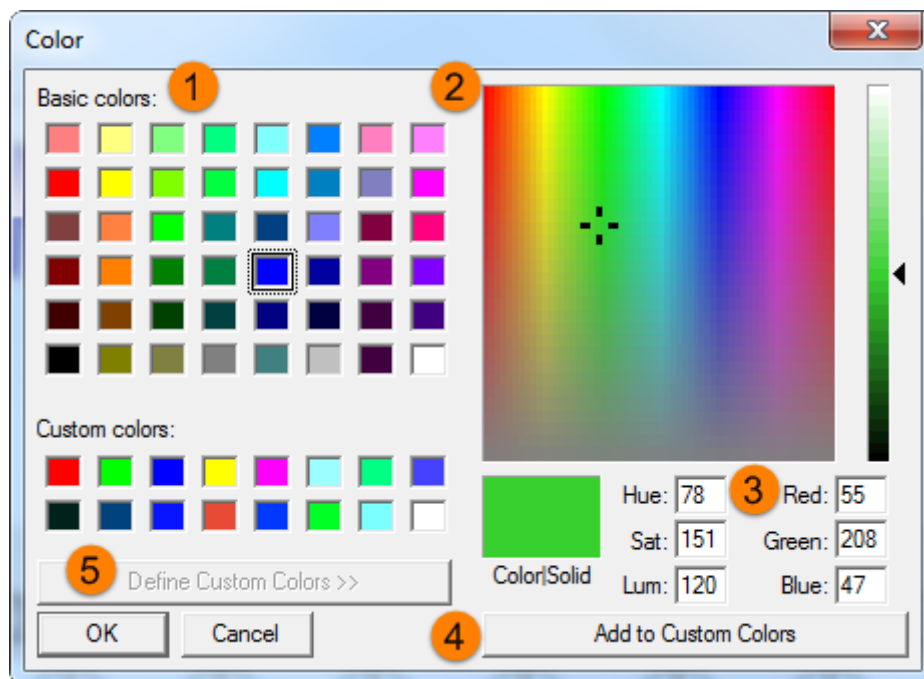 Color
1
2
Basic colors:
Custom colors:
3
Hue: 78
Red: 55
Sat: 151
Green: 208
Color|Solid
Lum: 120
Blue: 47
5
Define Custom Colors >>
OK
Cancel
4
Add to Custom Colors